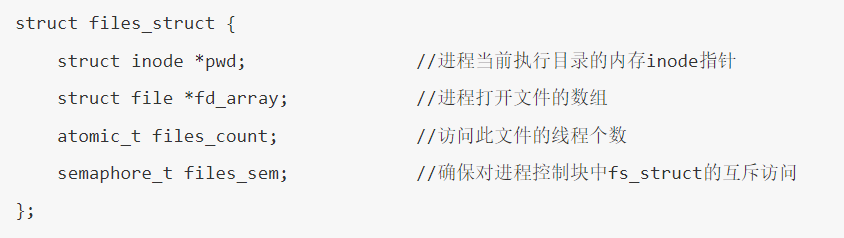 struct files_struct {
struct inode *pwd; //进程当前执行目录的内存inode指针
struct file *fd_array; //进程打开文件的数组
atomic_t files_count; //访问此文件的线程个数
semaphore_t files_sem; //确保对进程控制块中fs_struct的互斥访问
};